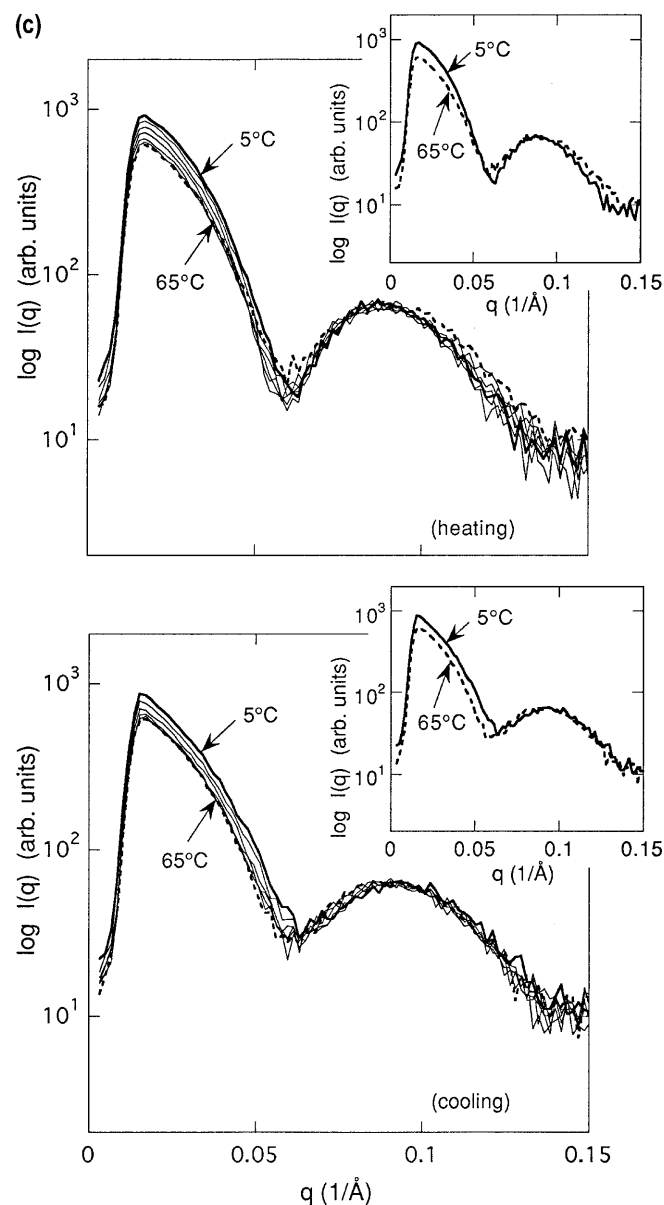 (c)
log I(q) (arb. units)
10³
10²
10¹
5°C
65°C
(heating)
log I(q) (arb. units)
10³
10²
10¹
5°C
65°C
0 0.05 0.1 0.15
q (1/Å)
log I(q) (arb. units)
10³
10²
10¹
5°C
65°C
(cooling)
0 0.05 0.1 0.15
q (1/Å)
log I(q) (arb. units)
10³
10²
10¹
5°C
65°C
0 0.05 0.1 0.15
q (1/Å)